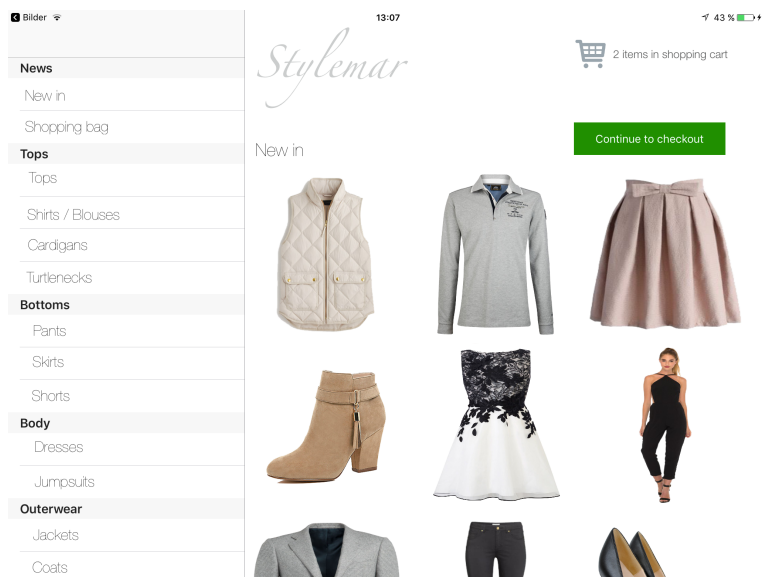 Bilder
13:07
43 %
News
New in
Shopping bag
Tops
Tops
Shirts / Blouses
Cardigans
Turtlenecks
Bottoms
Pants
Skirts
Shorts
Body
Dresses
Jumpsuits
Outerwear
Jackets
Coats
Stylemar
2 items in shopping cart
Continue to checkout
New in